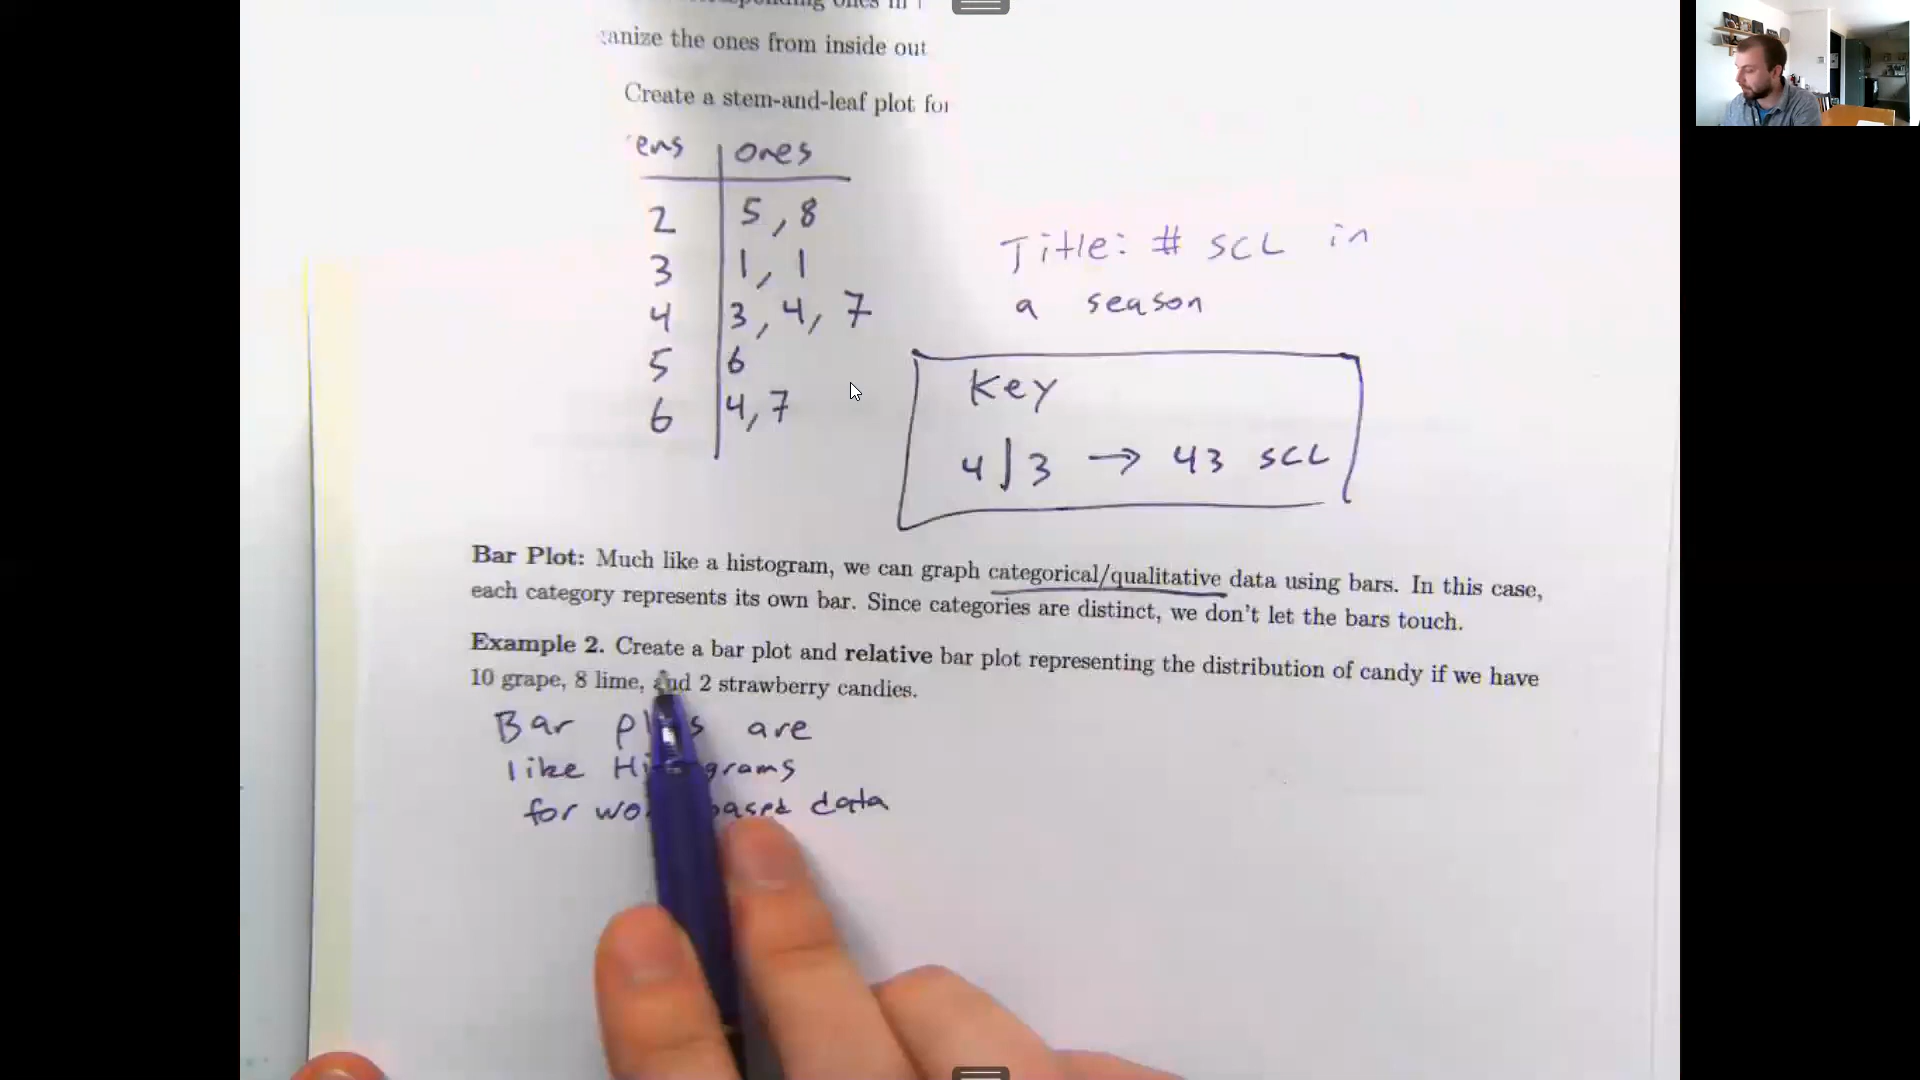 ones in
ganize the ones from inside out
Create a stem-and-leaf plot for
ens ones
2 5, 8
3 1, 1
4 3, 4, 7
5 6
6 4, 7
Title: # SCL in
a season
Key
4|3 → 43 SCL
Bar Plot: Much like a histogram, we can graph categorical/qualitative data using bars. In this case,
each category represents its own bar. Since categories are distinct, we don't let the bars touch.
Example 2. Create a bar plot and relative bar plot representing the distribution of candy if we have
10 grape, 8 lime, and 2 strawberry candies.
Bar are
like
for data